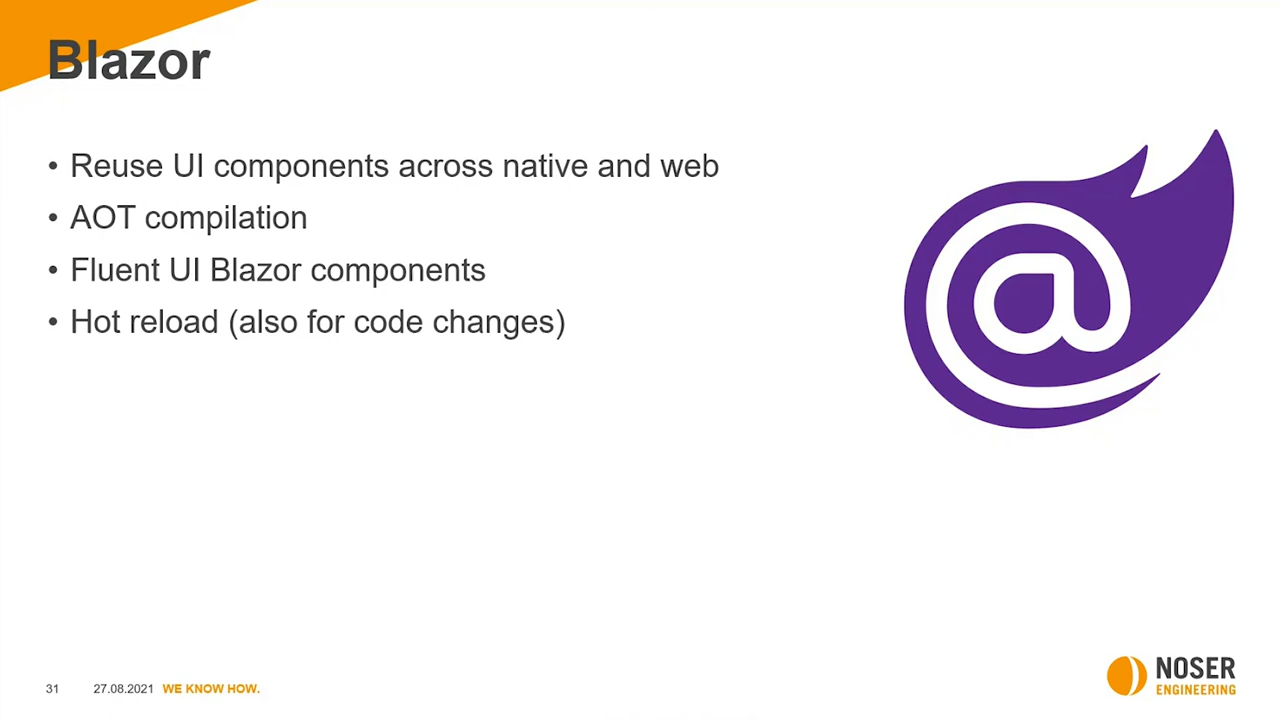 Blazor
• Reuse UI components across native and web
• AOT compilation
• Fluent UI Blazor components
• Hot reload (also for code changes)
31 27.08.2021 WE KNOW HOW.
NOSER
ENGINEERING